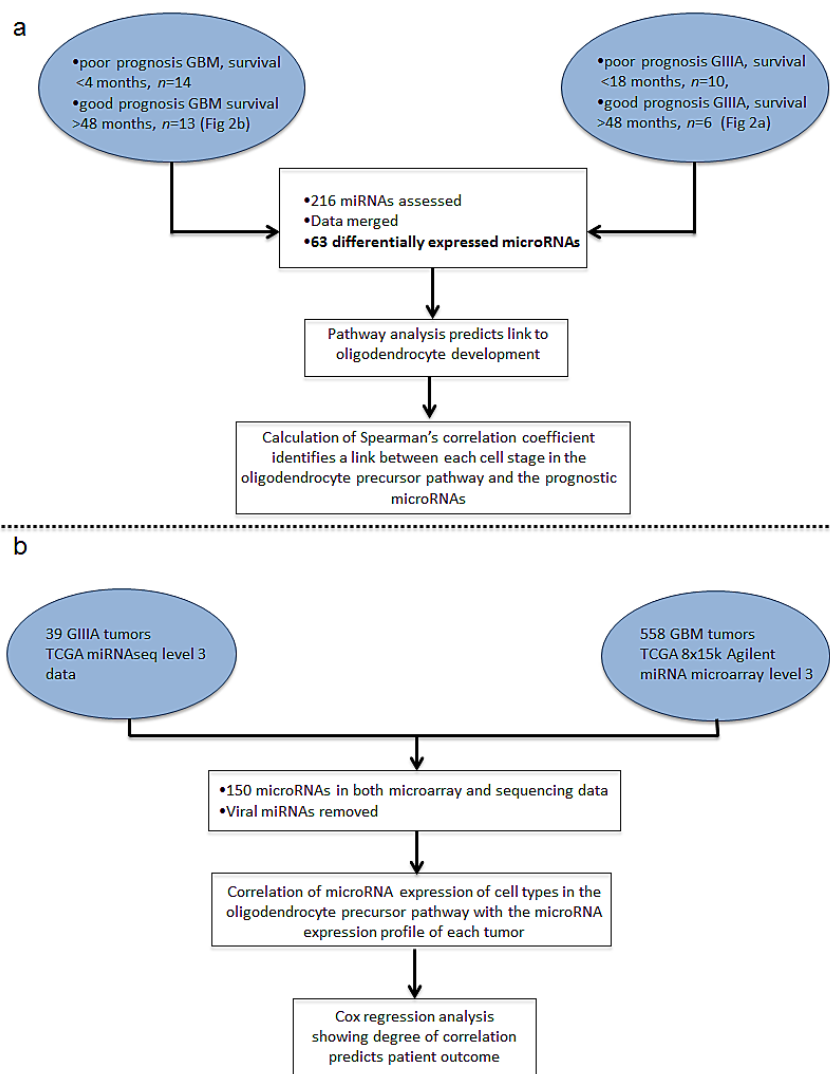 a
•poor prognosis GBM, survival
<4 months, n=14
•good prognosis GBM survival
>48 months, n=13 (Fig 2b)
•poor prognosis GIIIA, survival
<18 months, n=10,
•good prognosis GIIIA, survival
>48 months, n=6 (Fig 2a)
•216 miRNAs assessed
•Data merged
•63 differentially expressed microRNAs
Pathway analysis predicts link to
oligodendrocyte development
Calculation of Spearman's correlation coefficient
identifies a link between each cell stage in the
oligodendrocyte precursor pathway and the prognostic
microRNAs
b
39 GIIIA tumors
TCGA miRNAseq level 3
data
558 GBM tumors
TCGA 8x15k Agilent
miRNA microarray level 3
•150 microRNAs in both microarray and sequencing data
•Viral miRNAs removed
Correlation of microRNA expression of cell types in the
oligodendrocyte precursor pathway with the microRNA
expression profile of each tumor
Cox regression analysis
showing degree of correlation
predicts patient outcome